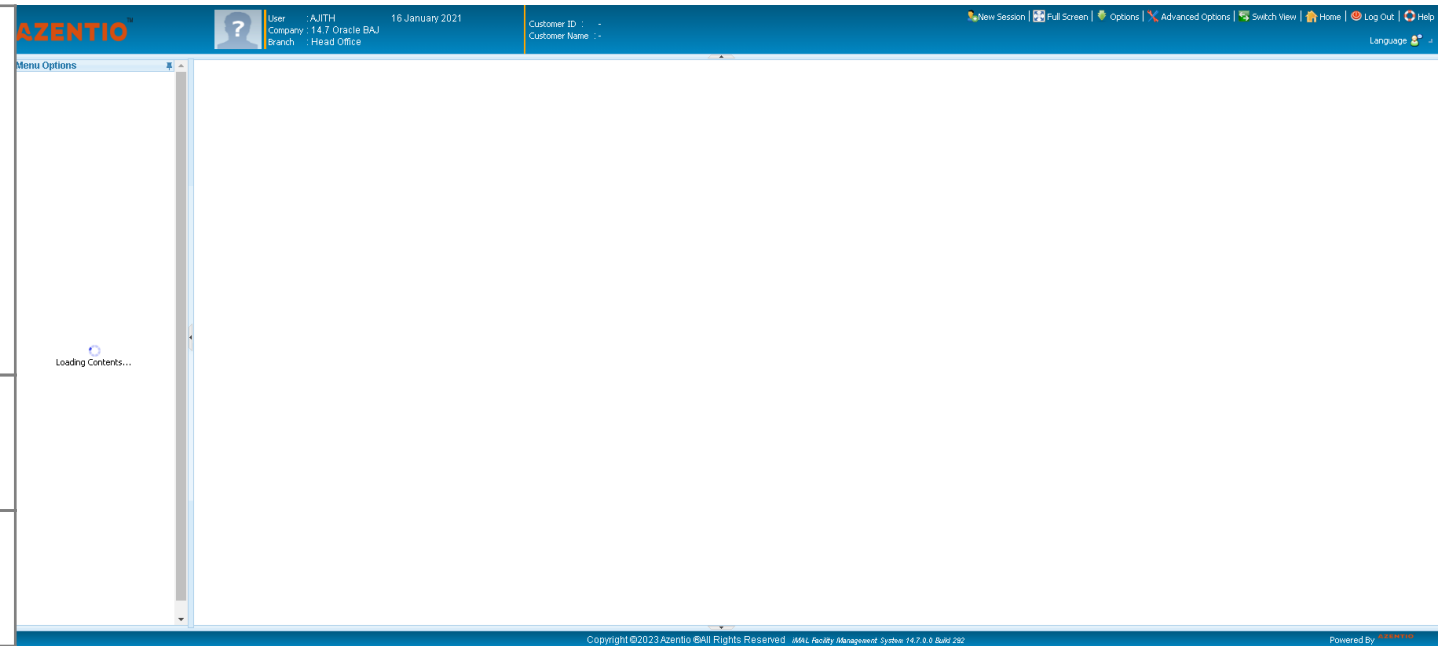 AZENTIO™
User : AJITH 16 January 2021
Company : 14.7 Oracle BAJ
Branch : Head Office
Customer ID : -
Customer Name : -
New Session | Full Screen | Options | Advanced Options | Switch View | Home | Log Out | Help
Language
Menu Options
Loading Contents...
Copyright ©2023 Azentio ®All Rights Reserved iMAL Facility Management System 14.7.0.0 Build 292
Powered By AZENTIO